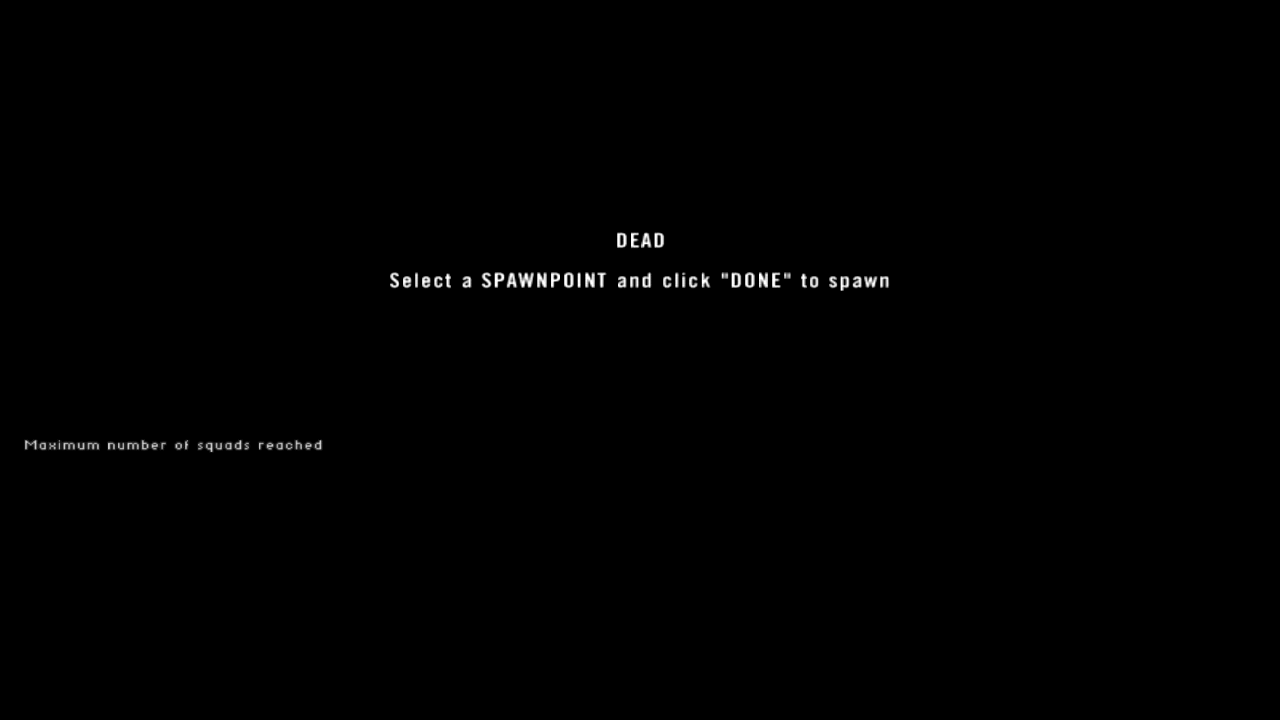 DEAD
Select a SPAWNPOINT and click "DONE" to spawn
Maximum number of squads reached